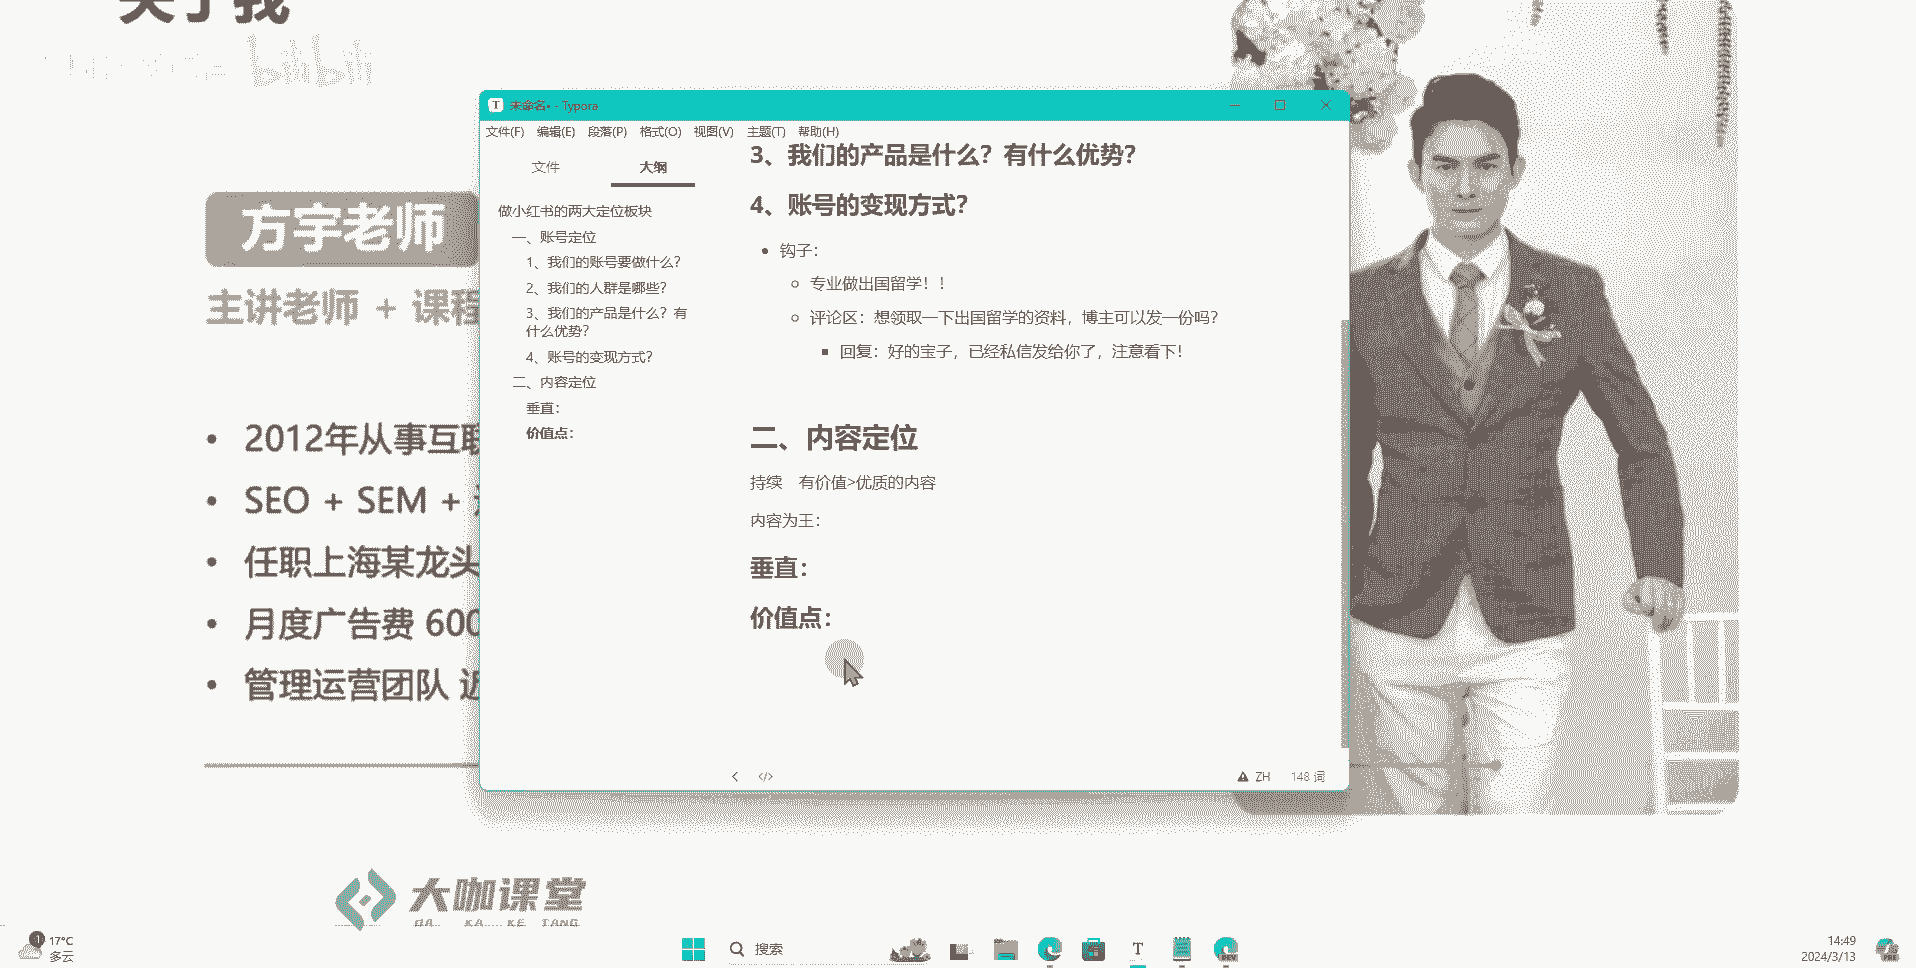 关于我
bilibili
方宇老师
主讲老师 + 课程
2012年从事互联
SEO + SEM +
任职上海某龙头
月度广告费 600
管理运营团队 近
大咖课堂
DA KA KE TANG
未命名• - Typora
文件(F) 编辑(E) 段落(P) 格式(O) 视图(V) 主题(T) 帮助(H)
文件 大纲
做小红书的两大定位板块
一、账号定位
1、我们的账号要做什么？
2、我们的人群是哪些？
3、我们的产品是什么？有
什么优势？
4、账号的变现方式？
二、内容定位
垂直：
价值点：
3、我们的产品是什么？有什么优势？
4、账号的变现方式？
钩子：
专业做出国留学！！
评论区：想领取一下出国留学的资料，博主可以发一份吗？
回复：好的宝子，已经私信发给你了，注意看下！
二、内容定位
持续 有价值>优质的内容
内容为王：
垂直：
价值点：
ZH 148 词
1
17°C
多云
搜索
T
DEV
14:49
2024/3/13
PRE